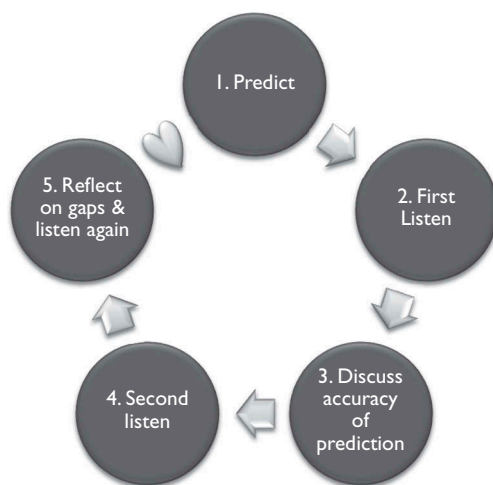 1. Predict
2. First
Listen
3. Discuss
accuracy
of
prediction
4. Second
listen
5. Reflect
on gaps &
listen again